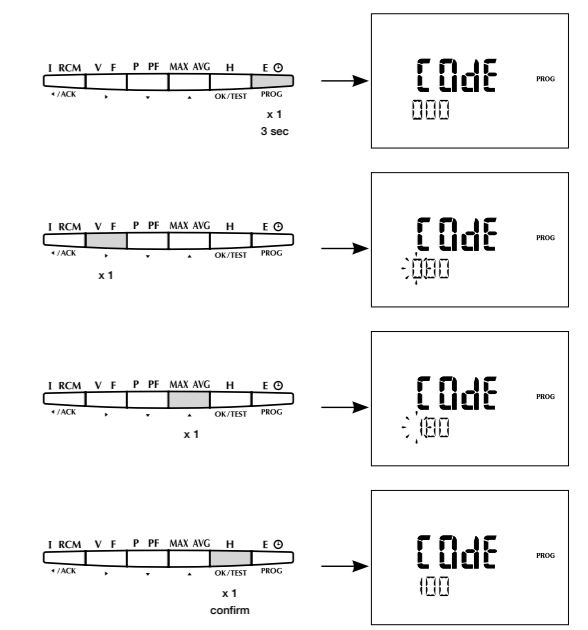 I RCM V F P PF MAX AVG H E
/ACK OK/TEST PROG
x 1
3 sec
COdE PROG
000
I RCM V F P PF MAX AVG H E
/ACK OK/TEST PROG
x 1
COdE PROG
000
I RCM V F P PF MAX AVG H E
/ACK OK/TEST PROG
x 1
COdE PROG
100
I RCM V F P PF MAX AVG H E
/ACK OK/TEST PROG
x 1
confirm
COdE PROG
100